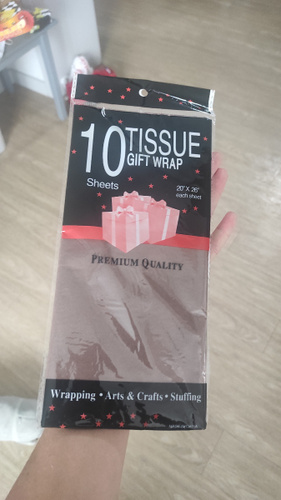 10 TISSUE
GIFT WRAP
Sheets
20" X 26"
each sheet
PREMIUM QUALITY
Wrapping • Arts & Crafts • Stuffing